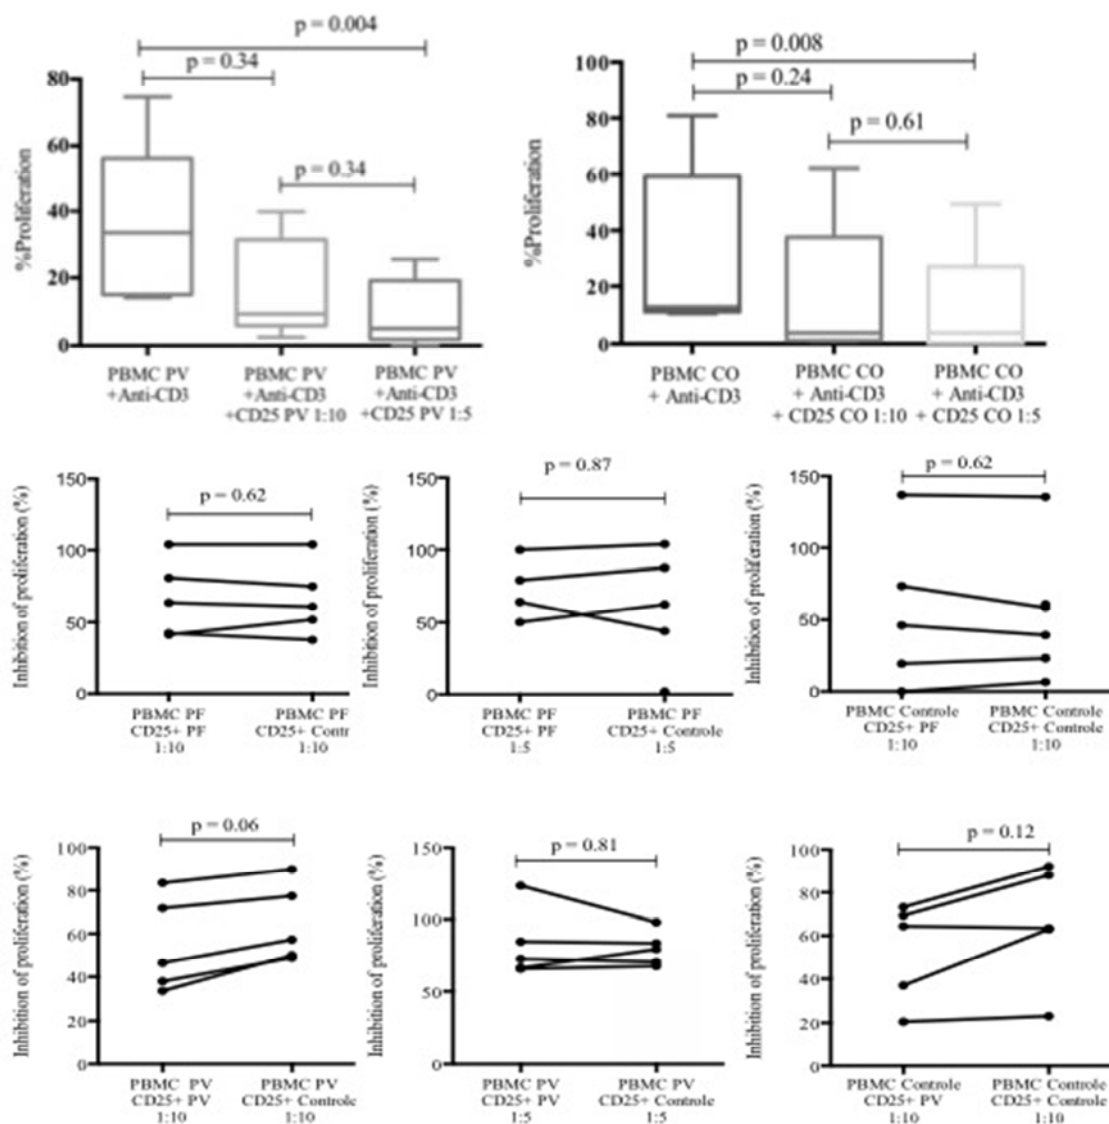 p = 0.004
p = 0.34
p = 0.34
%Proliferation
80
60
40
20
0
PBMC PV
+Anti-CD3
PBMC PV
+Anti-CD3
+CD25 PV 1:10
PBMC PV
+Anti-CD3
+CD25 PV 1:5
p = 0.008
p = 0.24
p = 0.61
%Proliferation
100
80
60
40
20
0
PBMC CO
+ Anti-CD3
PBMC CO
+ Anti-CD3
+ CD25 CO 1:10
PBMC CO
+ Anti-CD3
+ CD25 CO 1:5
p = 0.62
Inhibition of proliferation (%)
150
100
50
0
PBMC PF
CD25+ PF
1:10
PBMC PF
CD25+ Contr
1:10
p = 0.87
Inhibition of proliferation (%)
150
100
50
0
PBMC PF
CD25+ PF
1:5
PBMC PF
CD25+ Controle
1:5
p = 0.62
Inhibition of proliferation (%)
150
100
50
0
PBMC Controle
CD25+ PF
1:10
PBMC Controle
CD25+ Controle
1:10
p = 0.06
Inhibition of proliferation (%)
100
80
60
40
20
0
PBMC PV
CD25+ PV
1:10
PBMC PV
CD25+ Controle
1:10
p = 0.81
Inhibition of proliferation (%)
150
100
50
0
PBMC PV
CD25+ PV
1:5
PBMC PV
CD25+ Controle
1:5
p = 0.12
Inhibition of proliferation (%)
100
80
60
40
20
0
PBMC Controle
CD25+ PV
1:10
PBMC Controle
CD25+ Controle
1:10